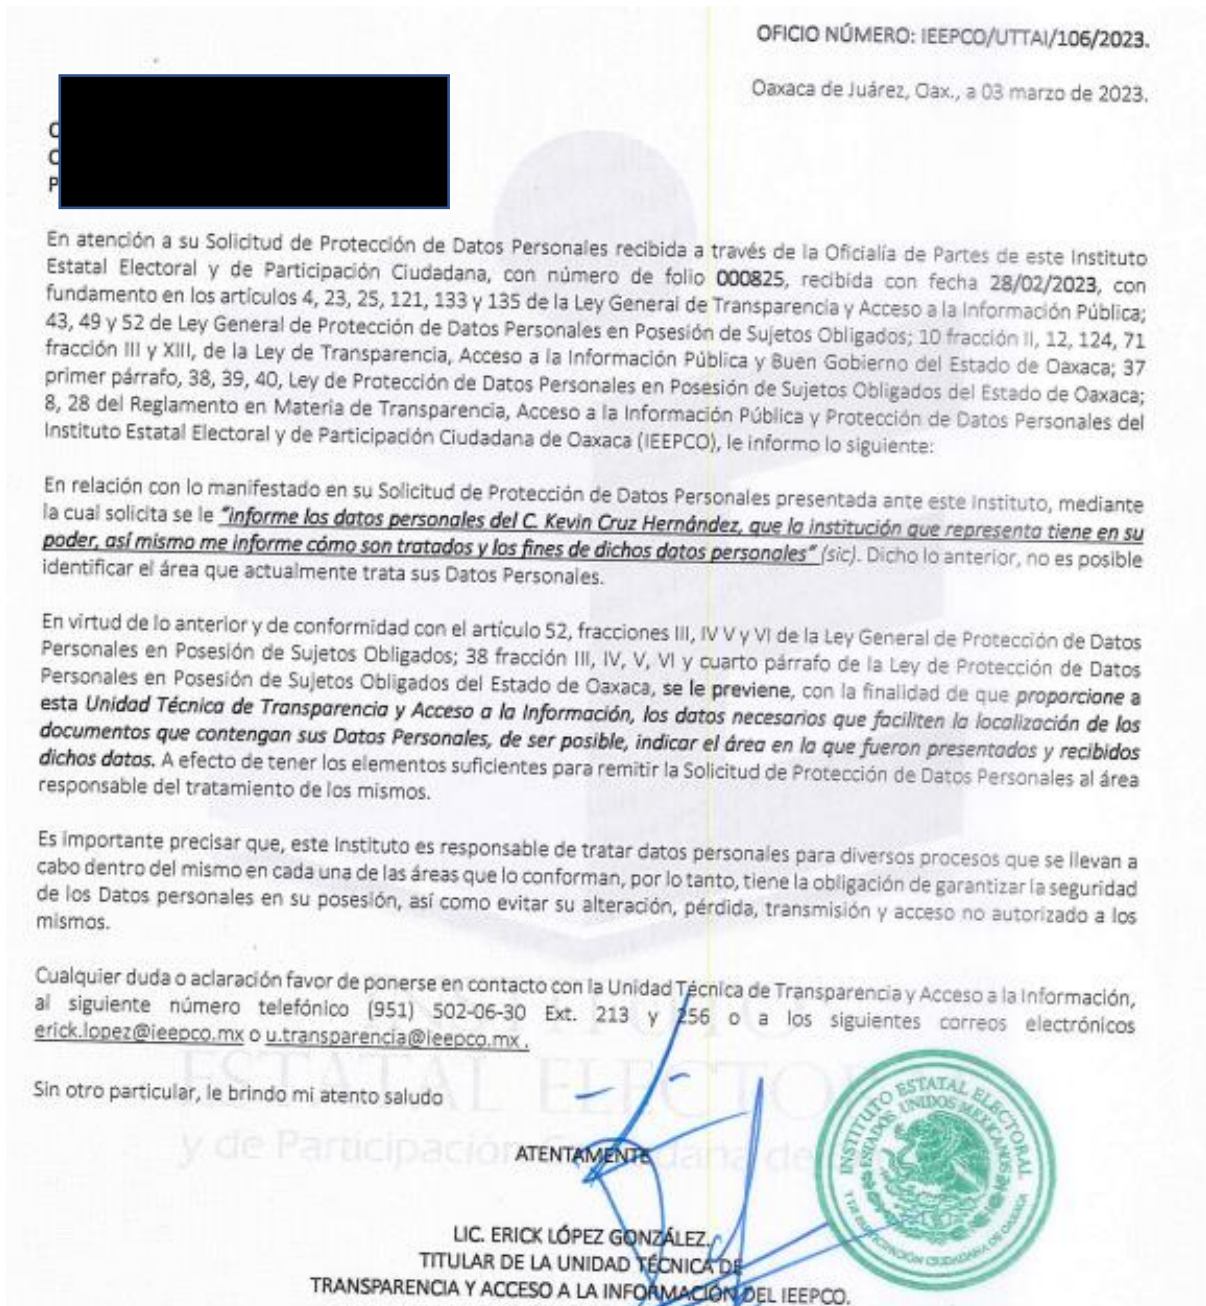 OFICIO NÚMERO: IEEPCO/UTTAI/106/2023.
Oaxaca de Juárez, Oax., a 03 marzo de 2023.
C
C
P
En atención a su Solicitud de Protección de Datos Personales recibida a través de la Oficialía de Partes de este Instituto
Estatal Electoral y de Participación Ciudadana, con número de folio 000825, recibida con fecha 28/02/2023, con
fundamento en los artículos 4, 23, 25, 121, 133 y 135 de la Ley General de Transparencia y Acceso a la Información Pública;
43, 49 y 52 de Ley General de Protección de Datos Personales en Posesión de Sujetos Obligados; 10 fracción II, 12, 124, 71
fracción III y XIII, de la Ley de Transparencia, Acceso a la Información Pública y Buen Gobierno del Estado de Oaxaca; 37
primer párrafo, 38, 39, 40, Ley de Protección de Datos Personales en Posesión de Sujetos Obligados del Estado de Oaxaca;
8, 28 del Reglamento en Materia de Transparencia, Acceso a la Información Pública y Protección de Datos Personales del
Instituto Estatal Electoral y de Participación Ciudadana de Oaxaca (IEEPCO), le informo lo siguiente:
En relación con lo manifestado en su Solicitud de Protección de Datos Personales presentada ante este Instituto, mediante
la cual solicita se le "informe los datos personales del C. Kevin Cruz Hernández, que la institución que representa tiene en su
poder, así mismo me informe cómo son tratados y los fines de dichos datos personales" (sic). Dicho lo anterior, no es posible
identificar el área que actualmente trata sus Datos Personales.
En virtud de lo anterior y de conformidad con el artículo 52, fracciones III, IV V y VI de la Ley General de Protección de Datos
Personales en Posesión de Sujetos Obligados; 38 fracción III, IV, V, VI y cuarto párrafo de la Ley de Protección de Datos
Personales en Posesión de Sujetos Obligados del Estado de Oaxaca, se le previene, con la finalidad de que proporcione a
esta Unidad Técnica de Transparencia y Acceso a la Información, los datos necesarios que faciliten la localización de los
documentos que contengan sus Datos Personales, de ser posible, indicar el área en la que fueron presentados y recibidos
dichos datos. A efecto de tener los elementos suficientes para remitir la Solicitud de Protección de Datos Personales al área
responsable del tratamiento de los mismos.
Es importante precisar que, este Instituto es responsable de tratar datos personales para diversos procesos que se llevan a
cabo dentro del mismo en cada una de las áreas que lo conforman, por lo tanto, tiene la obligación de garantizar la seguridad
de los Datos personales en su posesión, así como evitar su alteración, pérdida, transmisión y acceso no autorizado a los
mismos.
Cualquier duda o aclaración favor de ponerse en contacto con la Unidad Técnica de Transparencia y Acceso a la Información,
al siguiente número telefónico (951) 502-06-30 Ext. 213 y 256 o a los siguientes correos electrónicos
erick.lopez@ieepco.mx o u.transparencia@ieepco.mx .
Sin otro particular, le brindo mi atento saludo
INSTITUTO
ESTATAL ELECTO
y de Participación Ciudadana de
ATENTAMENTE
INSTITUTO ESTATAL ELECTORAL
Y DE PARTICIPACIÓN CIUDADANA DE OAXACA
ESTADOS UNIDOS MEXICANOS
LIC. ERICK LÓPEZ GONZÁLEZ.
TITULAR DE LA UNIDAD TÉCNICA DE
TRANSPARENCIA Y ACCESO A LA INFORMACIÓN DEL IEEPCO.